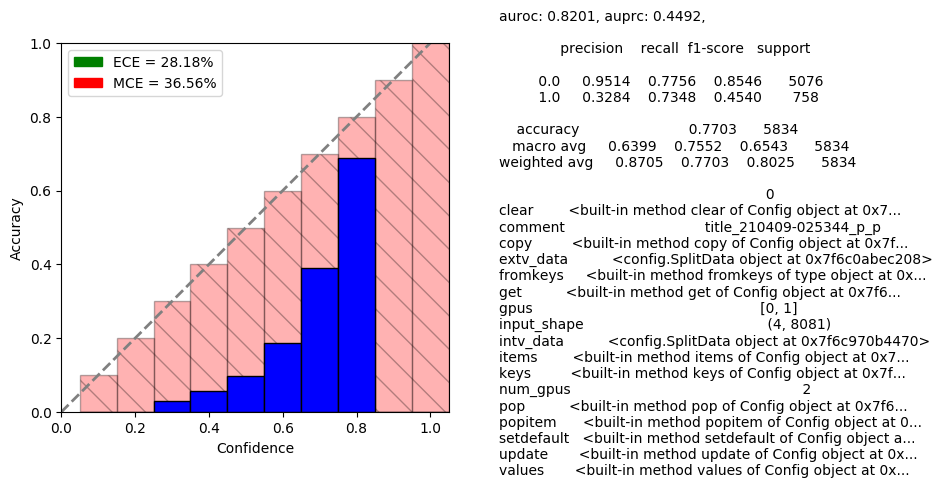 auroc: 0.8201, auprc: 0.4492,
precision recall f1-score support
0.0 0.9514 0.7756 0.8546 5076
1.0 0.3284 0.7348 0.4540 758
accuracy 0.7703 5834
macro avg 0.6399 0.7552 0.6543 5834
weighted avg 0.8705 0.7703 0.8025 5834
0
clear <built-in method clear of Config object at 0x7...
comment title_210409-025344_p_p
copy <built-in method copy of Config object at 0x7f...
extv_data <config.SplitData object at 0x7f6c0abec208>
fromkeys <built-in method fromkeys of type object at 0x...
get <built-in method get of Config object at 0x7f6...
gpus [0, 1]
input_shape (4, 8081)
intv_data <config.SplitData object at 0x7f6c970b4470>
items <built-in method items of Config object at 0x7...
keys <built-in method keys of Config object at 0x7f...
num_gpus 2
pop <built-in method pop of Config object at 0x7f6...
popitem <built-in method popitem of Config object at 0...
setdefault <built-in method setdefault of Config object a...
update <built-in method update of Config object at 0x...
values <built-in method values of Config object at 0x...
ECE = 28.18%
MCE = 36.56%
1.0
0.8
0.6
0.4
0.2
0.0
Accuracy
0.0 0.2 0.4 0.6 0.8 1.0
Confidence